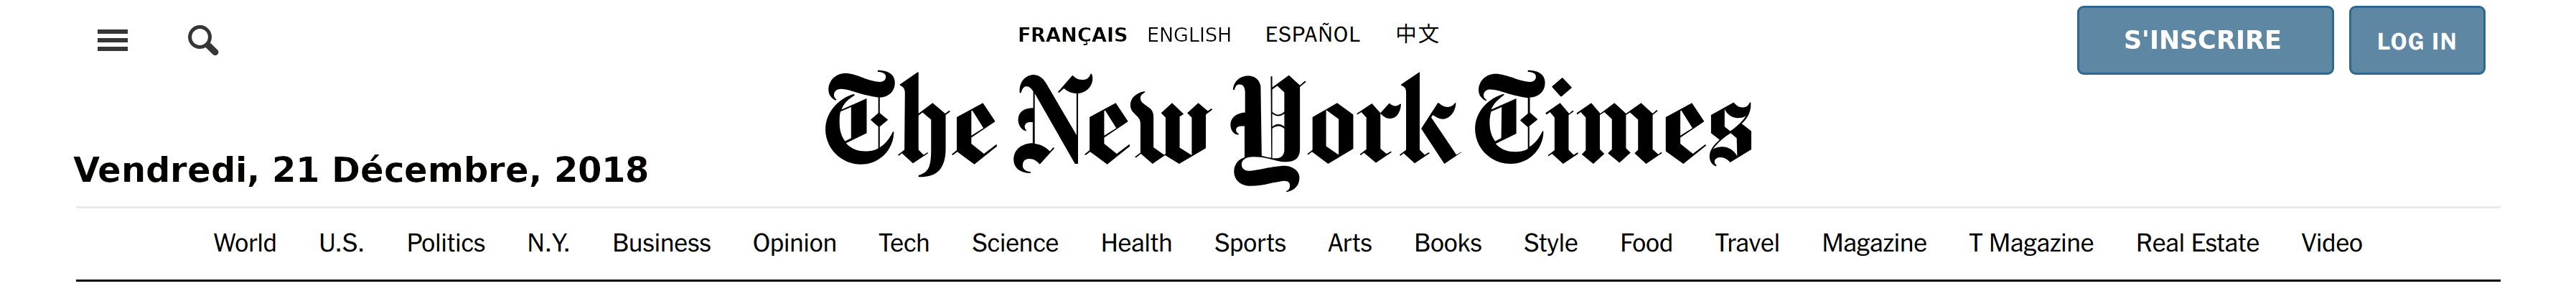 FRANÇAIS ENGLISH ESPAÑOL 中文
S'INSCRIRE LOG IN
The New York Times
Vendredi, 21 Décembre, 2018
World U.S. Politics N.Y. Business Opinion Tech Science Health Sports Arts Books Style Food Travel Magazine T Magazine Real Estate Video